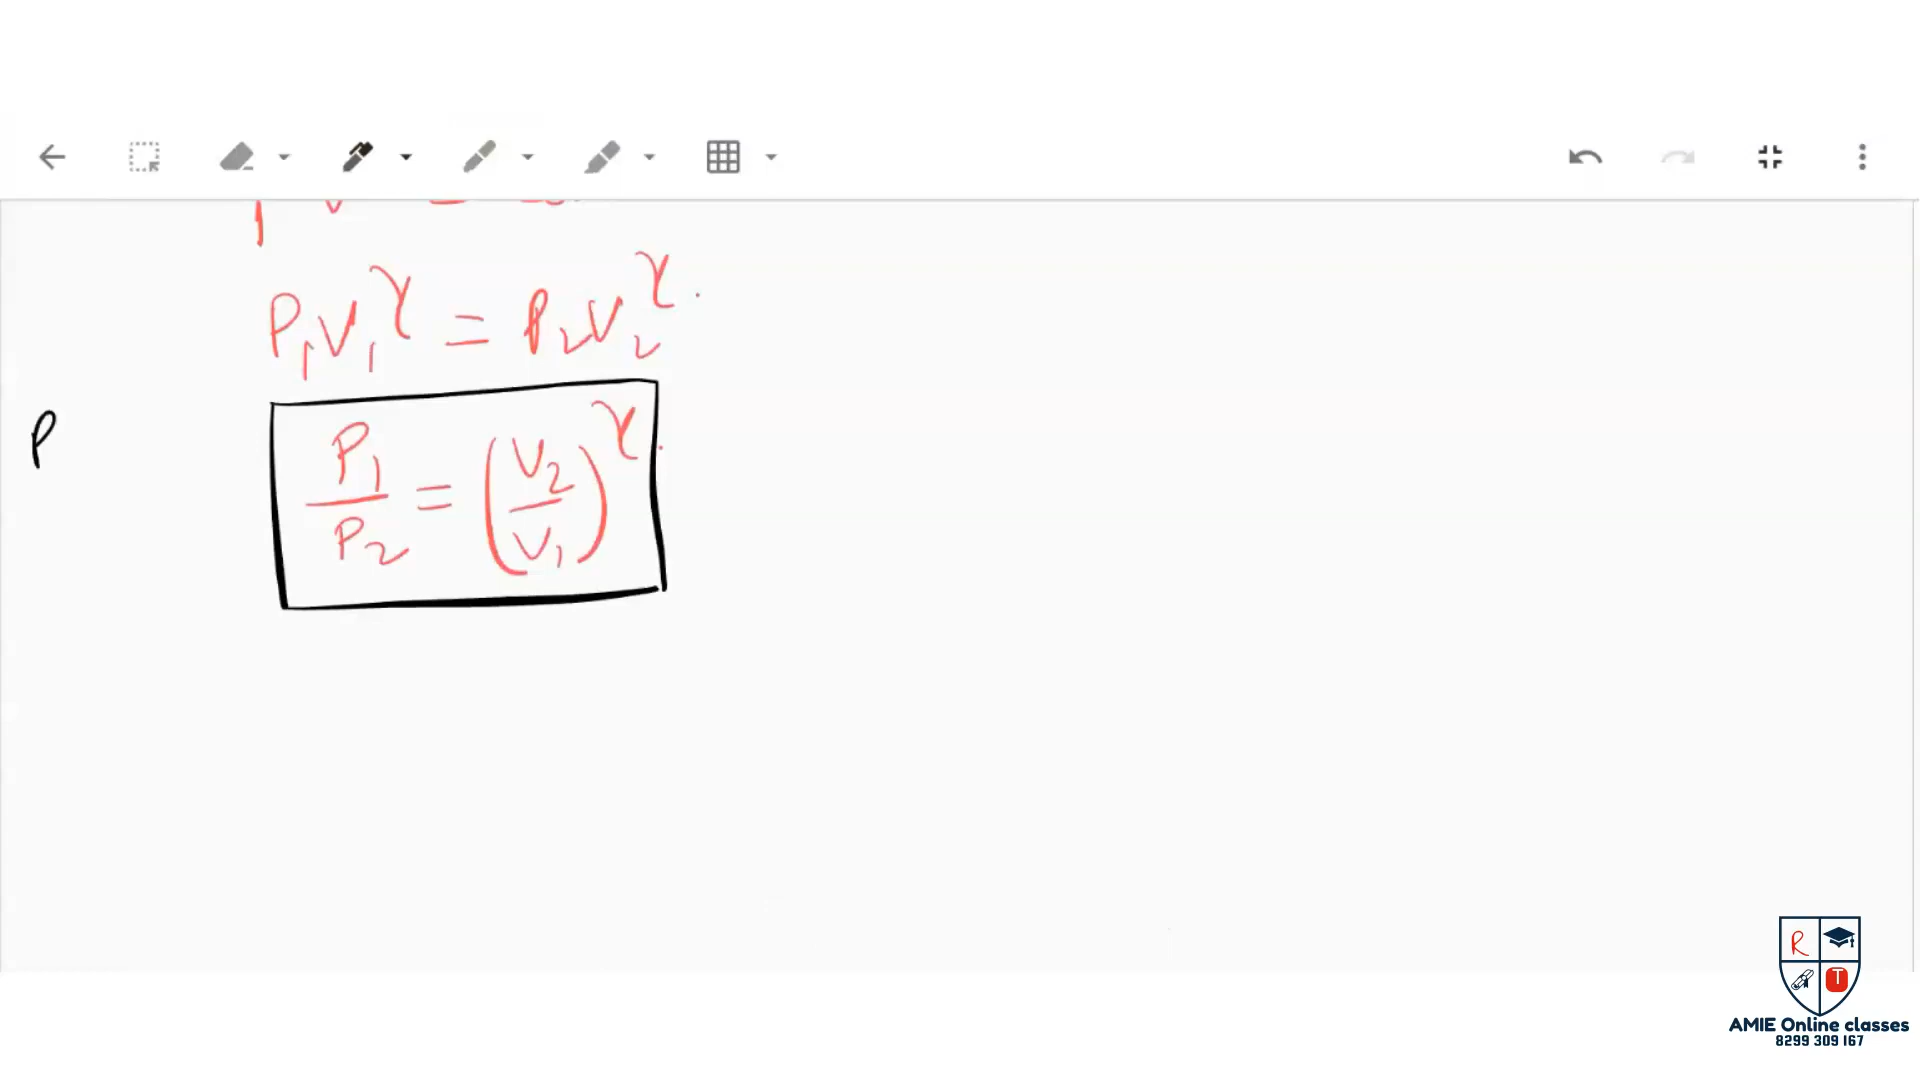 P₁V₁^γ = P₂V₂^γ.
P
P₁/P₂ = (V₂/V₁)^γ.
R
T
AMIE Online classes
8299 309 167